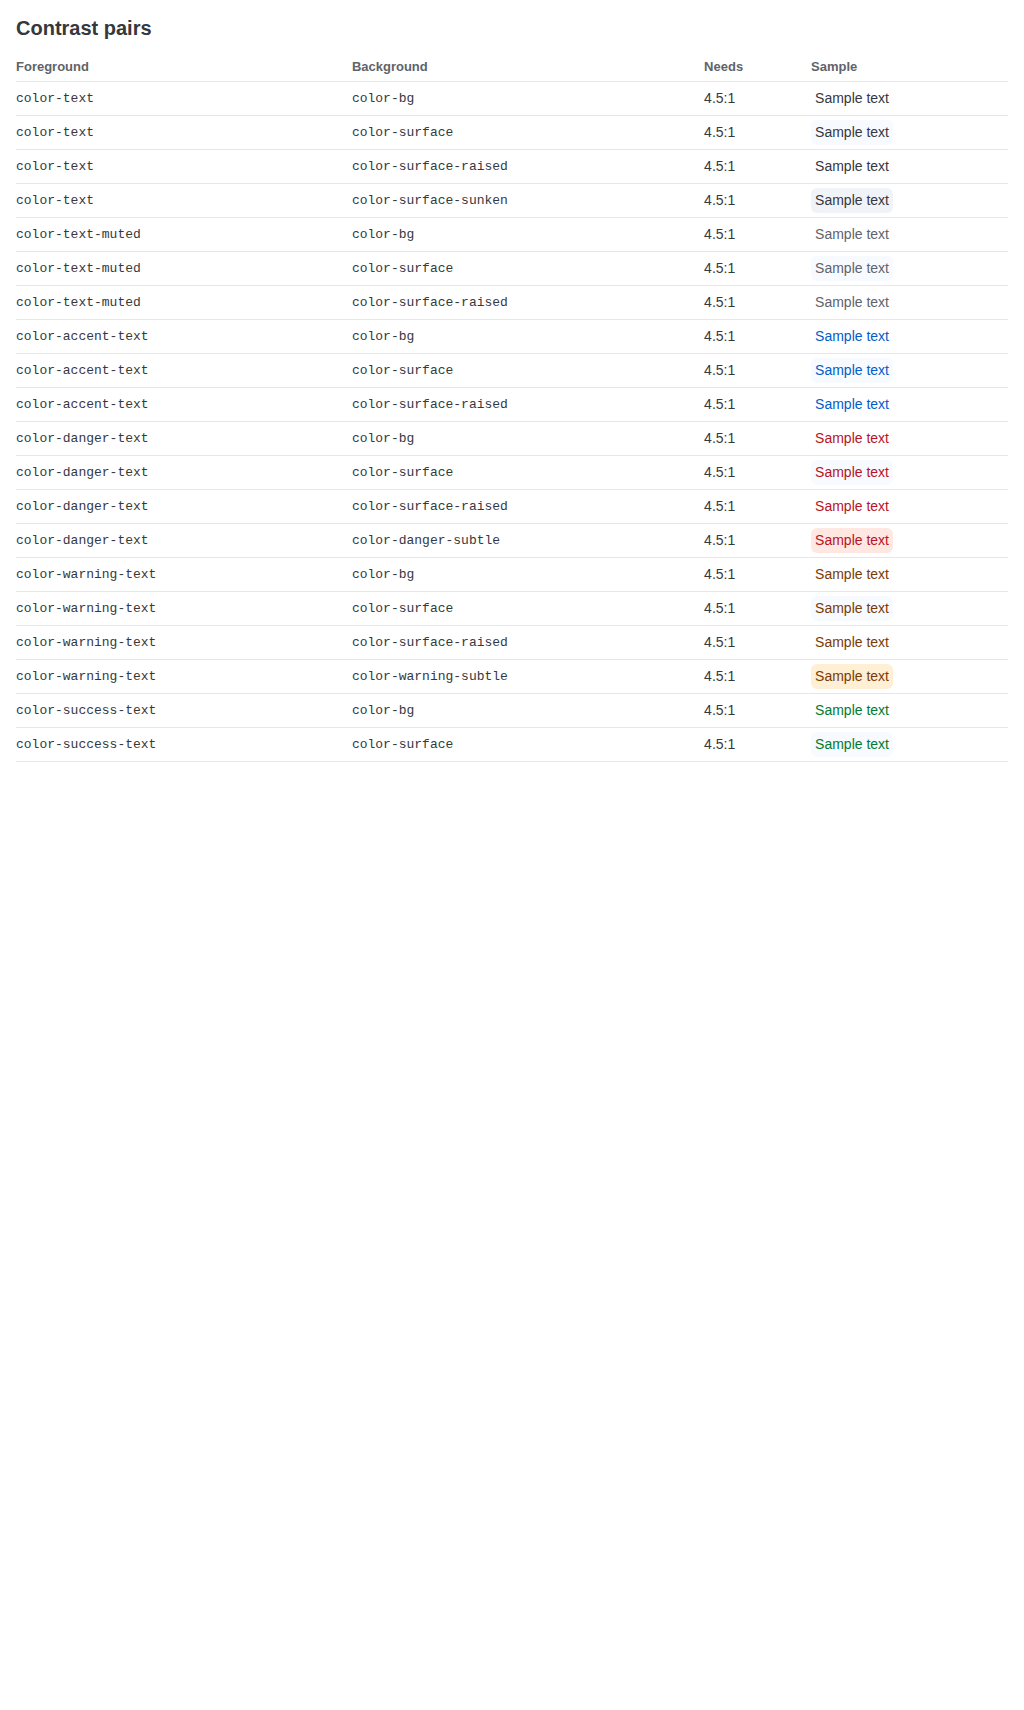 Contrast pairs
Foreground Background Needs Sample
color-text color-bg 4.5:1 Sample text
color-text color-surface 4.5:1 Sample text
color-text color-surface-raised 4.5:1 Sample text
color-text color-surface-sunken 4.5:1 Sample text
color-text-muted color-bg 4.5:1 Sample text
color-text-muted color-surface 4.5:1 Sample text
color-text-muted color-surface-raised 4.5:1 Sample text
color-accent-text color-bg 4.5:1 Sample text
color-accent-text color-surface 4.5:1 Sample text
color-accent-text color-surface-raised 4.5:1 Sample text
color-danger-text color-bg 4.5:1 Sample text
color-danger-text color-surface 4.5:1 Sample text
color-danger-text color-surface-raised 4.5:1 Sample text
color-danger-text color-danger-subtle 4.5:1 Sample text
color-warning-text color-bg 4.5:1 Sample text
color-warning-text color-surface 4.5:1 Sample text
color-warning-text color-surface-raised 4.5:1 Sample text
color-warning-text color-warning-subtle 4.5:1 Sample text
color-success-text color-bg 4.5:1 Sample text
color-success-text color-surface 4.5:1 Sample text